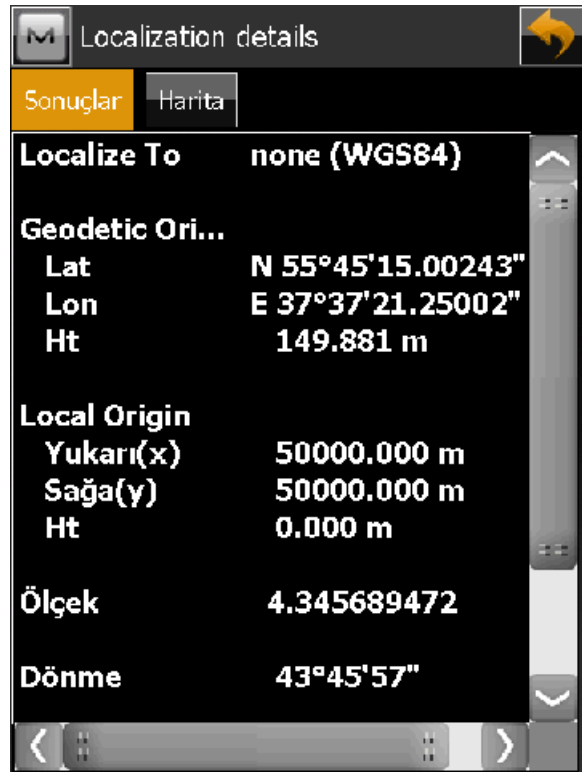 Localization details
Sonuçlar Harita
Localize To none (WGS84)
Geodetic Ori...
Lat N 55°45'15.00243"
Lon E 37°37'21.25002"
Ht 149.881 m
Local Origin
Yukarı(x) 50000.000 m
Sağa(y) 50000.000 m
Ht 0.000 m
Ölçek 4.345689472
Dönme 43°45'57"